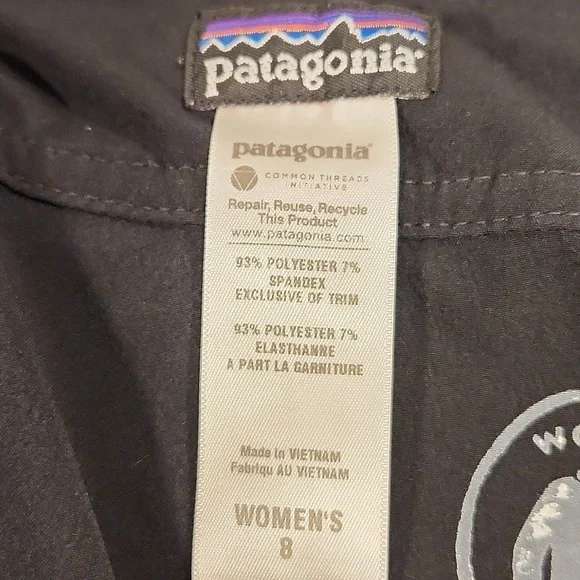 patagonia®
patagonia®
COMMON THREADS
INITIATIVE
Repair, Reuse, Recycle
This Product
www.patagonia.com
93% POLYESTER 7%
SPANDEX
EXCLUSIVE OF TRIM
93% POLYESTER 7%
ELASTHANNE
A PART LA GARNITURE
Made in VIETNAM
Fabriqu AU VIETNAM
WOMEN'S
8